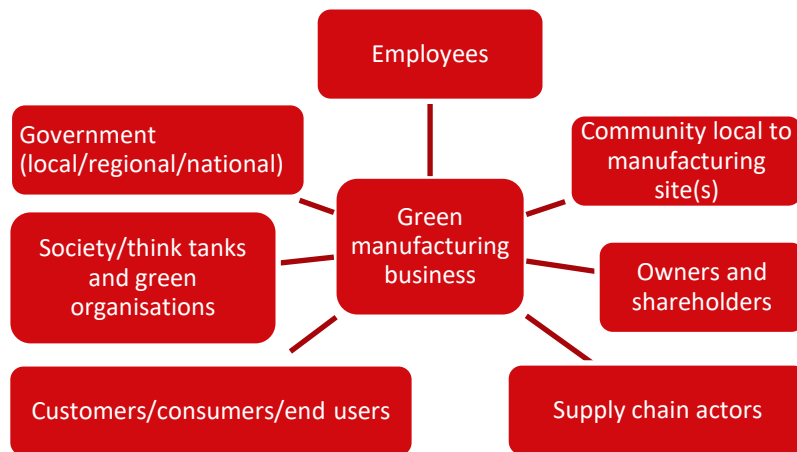 Employees
Government
(local/regional/national)
Community local to
manufacturing
site(s)
Green
manufacturing
business
Society/think tanks
and green
organisations
Owners and
shareholders
Customers/consumers/end users
Supply chain actors